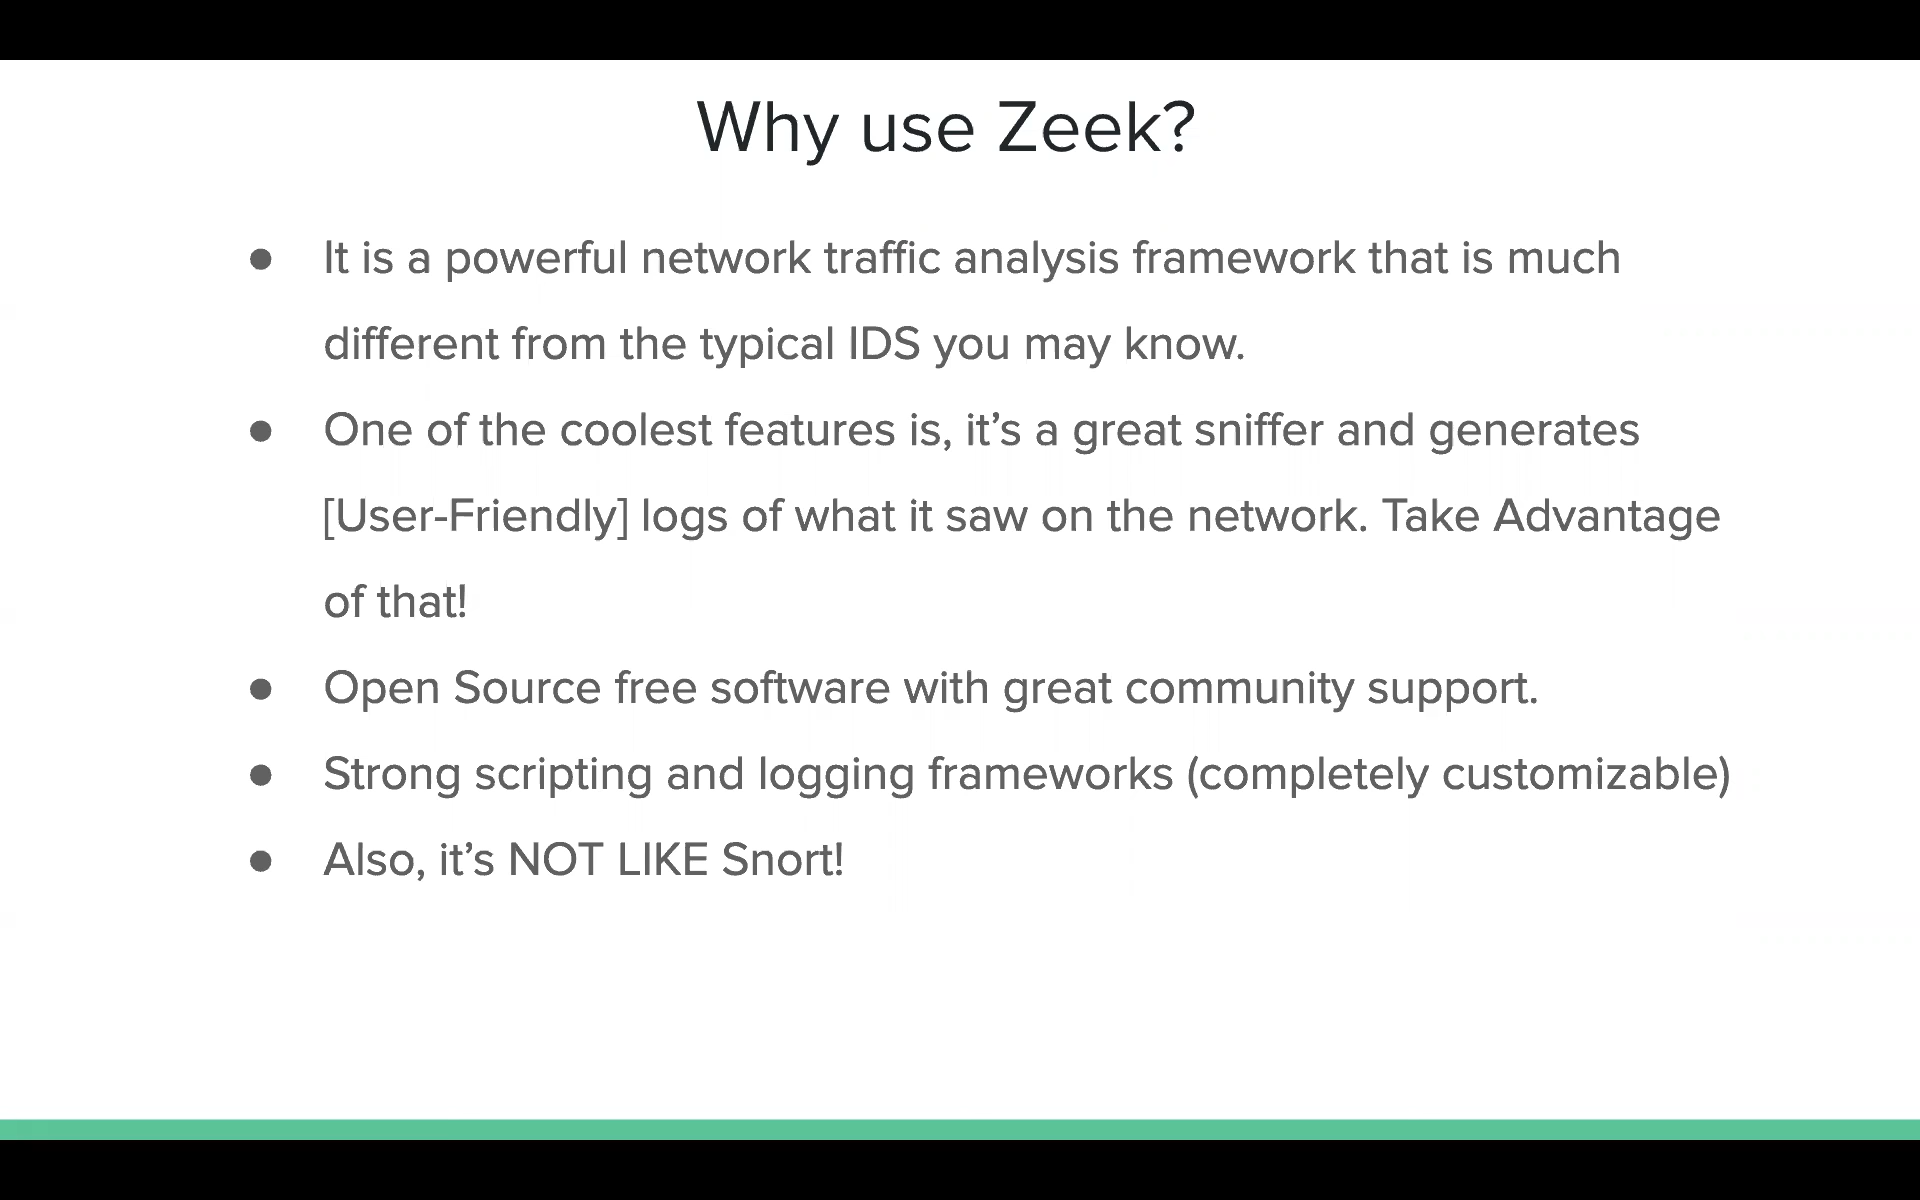 Why use Zeek?
● It is a powerful network traffic analysis framework that is much
different from the typical IDS you may know.
● One of the coolest features is, it’s a great sniffer and generates
[User-Friendly] logs of what it saw on the network. Take Advantage
of that!
● Open Source free software with great community support.
● Strong scripting and logging frameworks (completely customizable)
● Also, it’s NOT LIKE Snort!